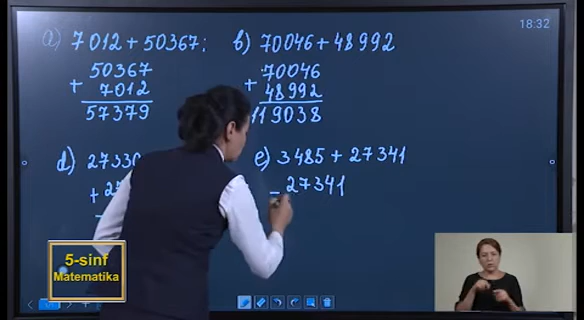 18:32
a) 7012 + 50367;
50367
+ 7012
57379
b) 70046 + 48992
70046
+ 48992
119038
d) 27330
+ 27
e) 3485 + 27341
27341
5-sinf
Matematika